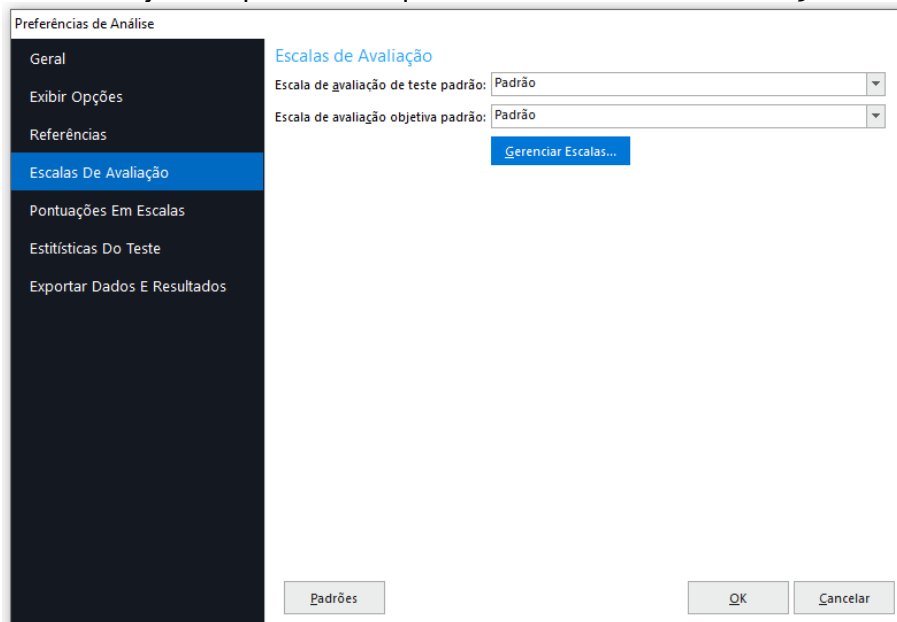 Preferências de Análise
Geral
Exibir Opções
Referências
Escalas De Avaliação
Pontuações Em Escalas
Estitísticas Do Teste
Exportar Dados E Resultados
Escalas de Avaliação
Escala de avaliação de teste padrão: Padrão
Escala de avaliação objetiva padrão: Padrão
Gerenciar Escalas...
Padrões
OK
Cancelar